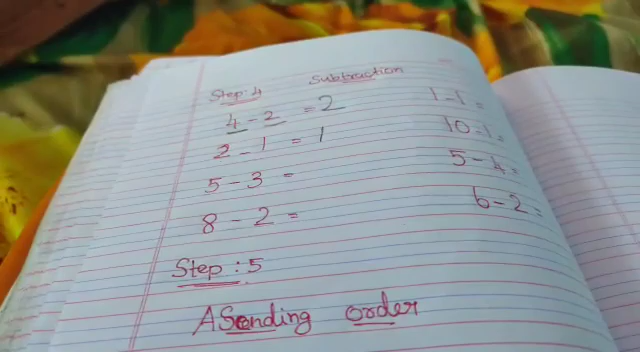 Step: 4 Subtraction
4 - 2 = 2
2 - 1 = 1
5 - 3 =
8 - 2 =
1 - 1 =
10 - 1 =
5 - 4 =
6 - 2 =
Step : 5
ASending order